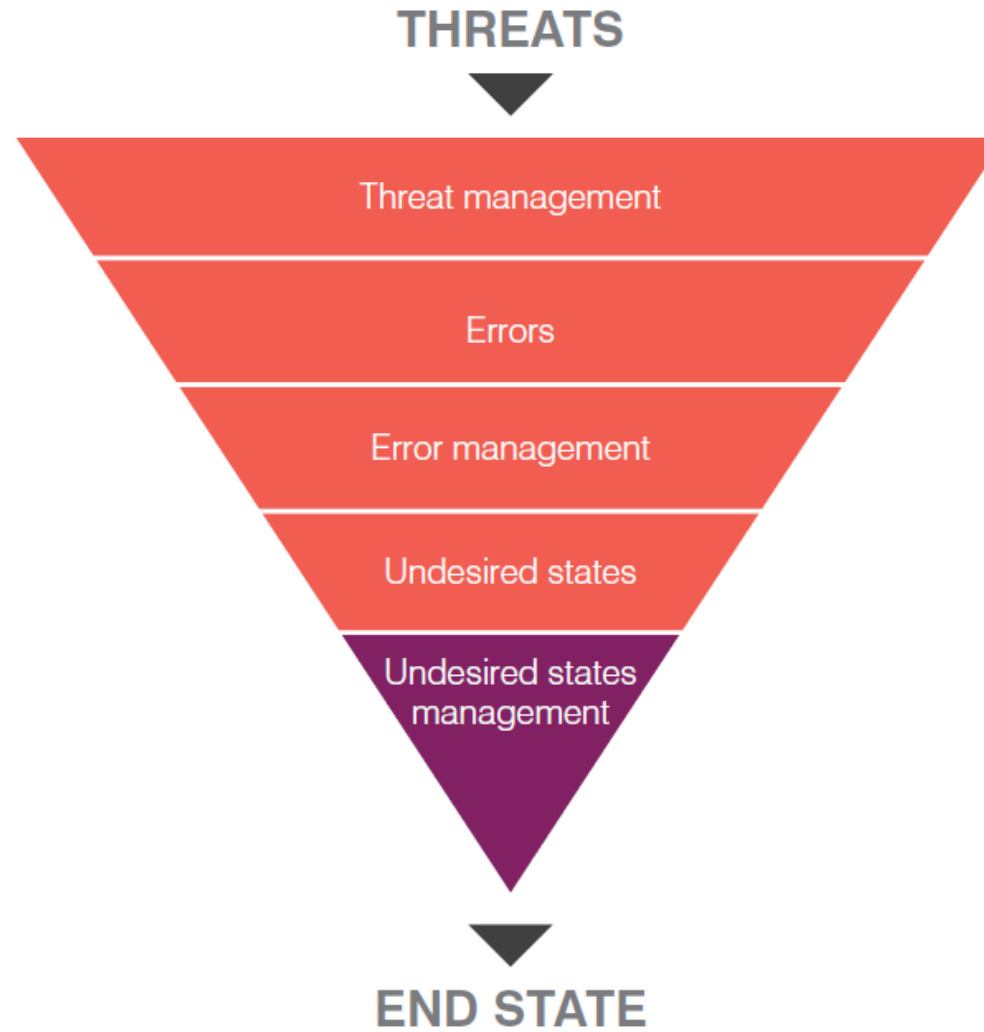 THREATS
Threat management
Errors
Error management
Undesired states
Undesired states
management
END STATE